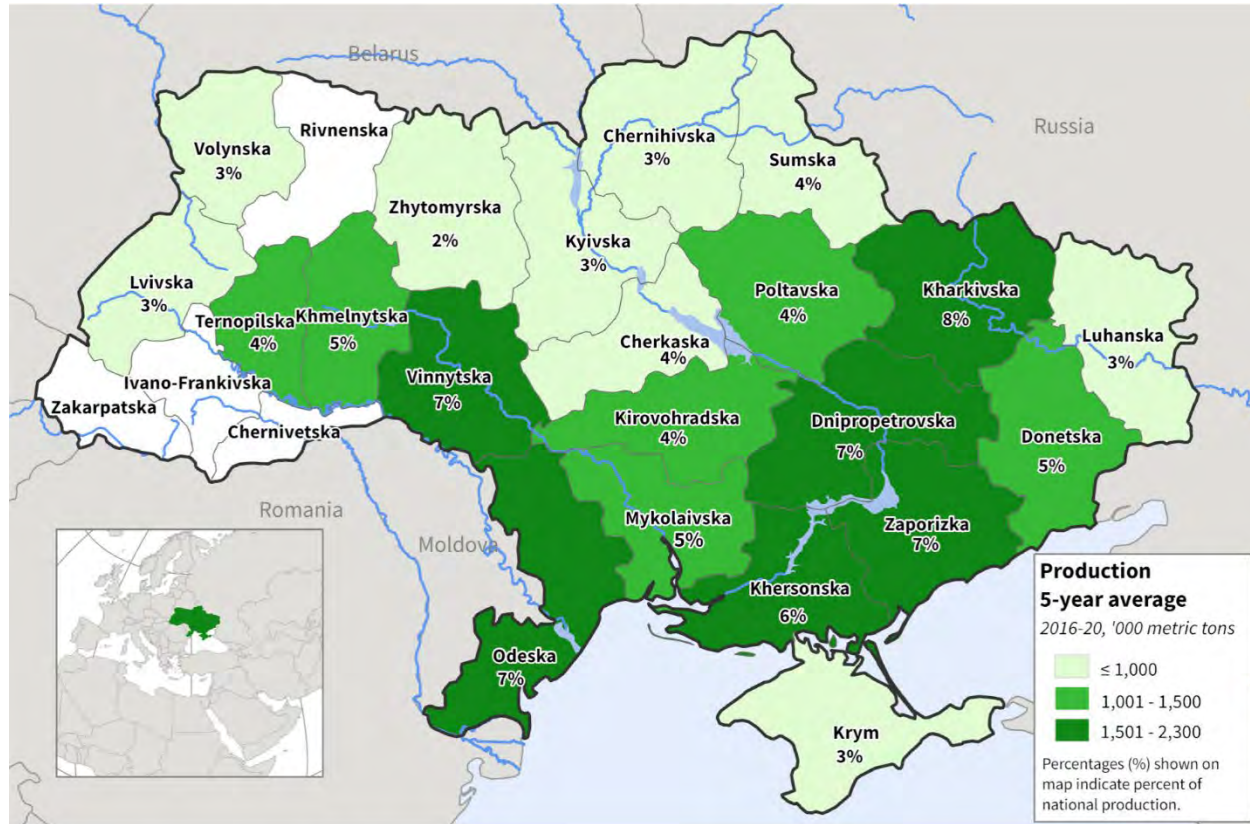 Belarus
Russia
Rivnenska
Volynska
3%
Chernihivska
3%
Sumska
4%
Zhytomyrska
2%
Kyivska
3%
Lvivska
3%
Ternopilska
4%
Khmelnytska
5%
Poltavska
4%
Kharkivska
8%
Luhanska
3%
Cherkaska
4%
Vinnytska
7%
Ivano-Frankivska
Zakarpatska
Chernivetska
Kirovohradska
4%
Dnipropetrovska
7%
Donetska
5%
Romania
Moldova
Mykolaivska
5%
Zaporizka
7%
Khersonska
6%
Odeska
7%
Krym
3%
Production
5-year average
2016-20, '000 metric tons
≤ 1,000
1,001 - 1,500
1,501 - 2,300
Percentages (%) shown on
map indicate percent of
national production.